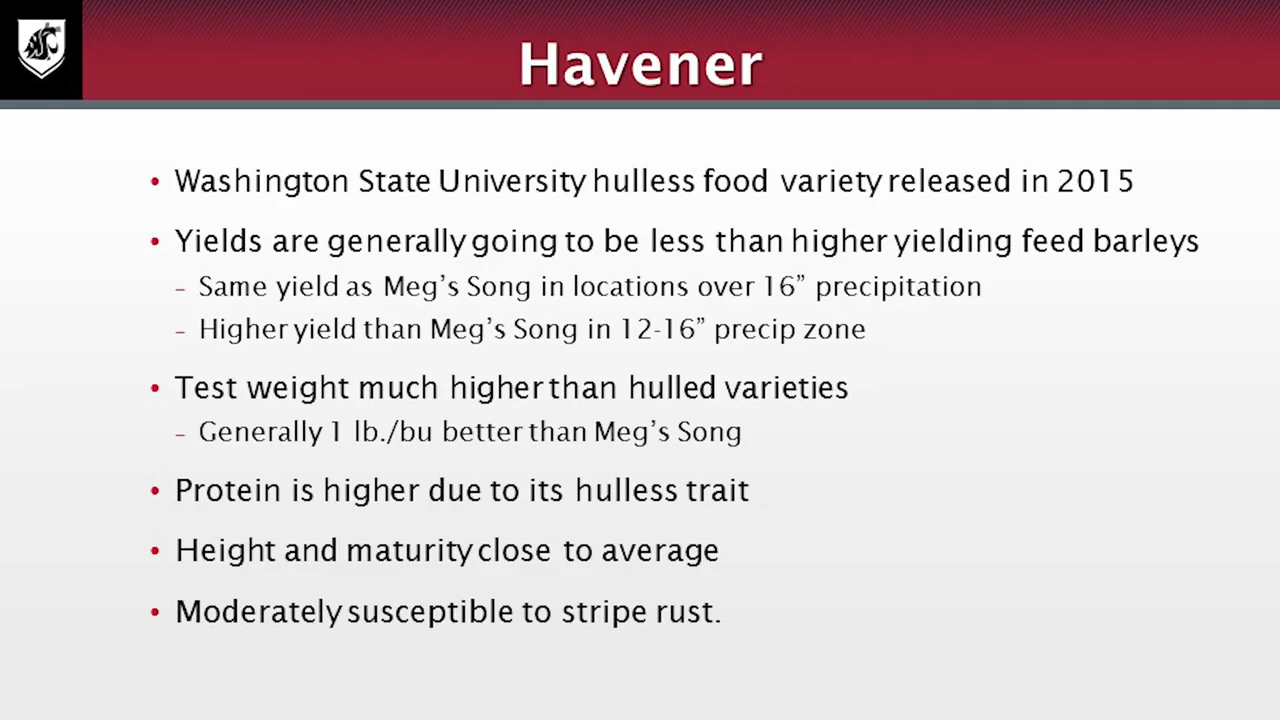 Havener
• Washington State University hulless food variety released in 2015
• Yields are generally going to be less than higher yielding feed barleys
– Same yield as Meg’s Song in locations over 16” precipitation
– Higher yield than Meg’s Song in 12-16” precip zone
• Test weight much higher than hulled varieties
– Generally 1 lb./bu better than Meg’s Song
• Protein is higher due to its hulless trait
• Height and maturity close to average
• Moderately susceptible to stripe rust.